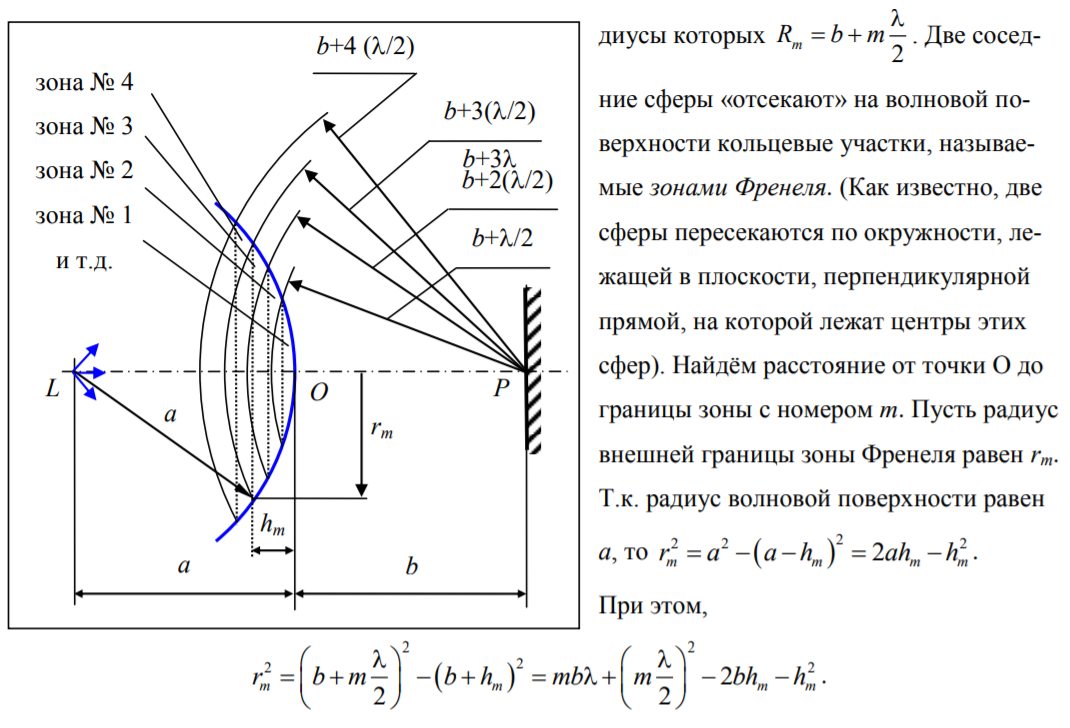 b+4 (λ/2)
зона № 4
зона № 3
зона № 2
зона № 1
и т.д.
b+3(λ/2)
b+3λ
b+2(λ/2)
b+λ/2
L
O
P
a
r_m
h_m
a
b
диусы которых R_m = b + m λ/2 . Две сосед-
ние сферы «отсекают» на волновой по-
верхности кольцевые участки, называе-
мые зонами Френеля. (Как известно, две
сферы пересекаются по окружности, ле-
жащей в плоскости, перпендикулярной
прямой, на которой лежат центры этих
сфер). Найдём расстояние от точки О до
границы зоны с номером m. Пусть радиус
внешней границы зоны Френеля равен r_m.
Т.к. радиус волновой поверхности равен
a, то r_m^2 = a^2 − (a − h_m)^2 = 2ah_m − h_m^2 .
При этом,
r_m^2 = (b + m λ/2)^2 − (b + h_m)^2 = mbλ + (m λ/2)^2 − 2bh_m − h_m^2 .